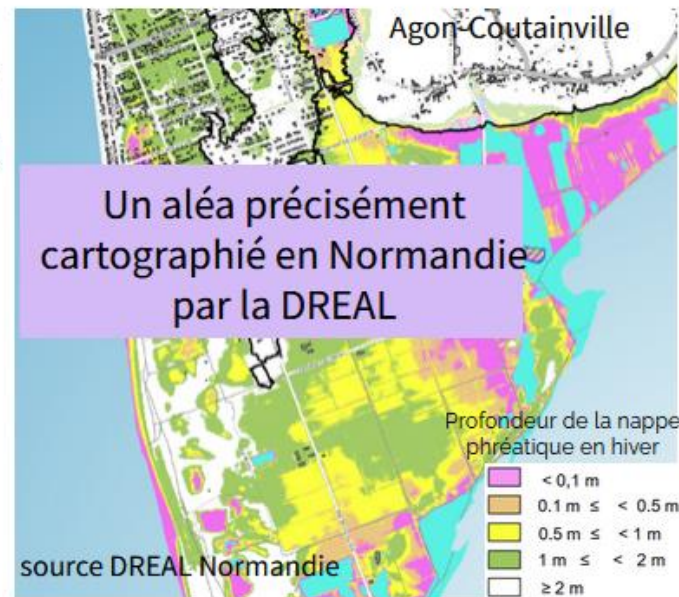 Agon-Coutainville
Un aléa précisément
cartographié en Normandie
par la DREAL
Profondeur de la nappe
phréatique en hiver
< 0,1 m
0.1 m ≤ < 0.5 m
0.5 m ≤ < 1 m
1 m ≤ < 2 m
≥ 2 m
source DREAL Normandie